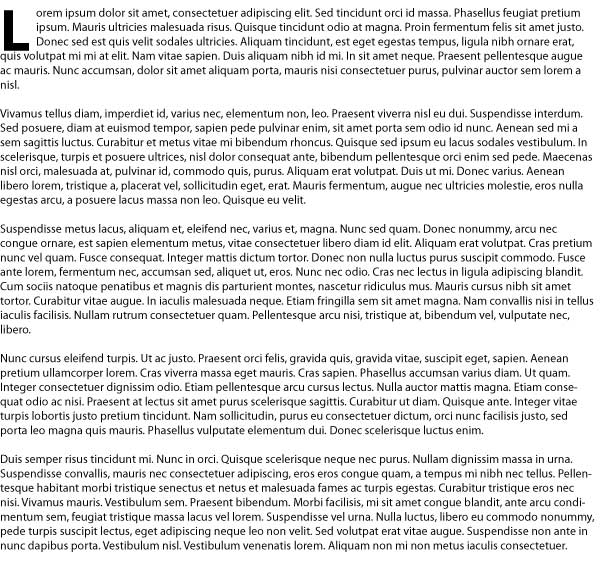 Lorem ipsum dolor sit amet, consectetuer adipiscing elit. Sed tincidunt orci id massa. Phasellus feugiat pretium
ipsum. Mauris ultricies malesuada risus. Quisque tincidunt odio at magna. Proin fermentum felis sit amet justo.
Donec sed est quis velit sodales ultricies. Aliquam tincidunt, est eget egestas tempus, ligula nibh ornare erat,
quis volutpat mi mi at elit. Nam vitae sapien. Duis aliquam nibh id mi. In sit amet neque. Praesent pellentesque augue
ac mauris. Nunc accumsan, dolor sit amet aliquam porta, mauris nisi consectetuer purus, pulvinar auctor sem lorem a
nisl.
Vivamus tellus diam, imperdiet id, varius nec, elementum non, leo. Praesent viverra nisl eu dui. Suspendisse interdum.
Sed posuere, diam at euismod tempor, sapien pede pulvinar enim, sit amet porta sem odio id nunc. Aenean sed mi a
sem sagittis luctus. Curabitur et metus vitae mi bibendum rhoncus. Quisque sed ipsum eu lacus sodales vestibulum. In
scelerisque, turpis et posuere ultrices, nisl dolor consequat ante, bibendum pellentesque orci enim sed pede. Maecenas
nisl orci, malesuada at, pulvinar id, commodo quis, purus. Aliquam erat volutpat. Duis ut mi. Donec varius. Aenean
libero lorem, tristique a, placerat vel, sollicitudin eget, erat. Mauris fermentum, augue nec ultricies molestie, eros nulla
egestas arcu, a posuere lacus massa non leo. Quisque eu velit.
Suspendisse metus lacus, aliquam et, eleifend nec, varius et, magna. Nunc sed quam. Donec nonummy, arcu nec
congue ornare, est sapien elementum metus, vitae consectetuer libero diam id elit. Aliquam erat volutpat. Cras pretium
nunc vel quam. Fusce consequat. Integer mattis dictum tortor. Donec non nulla luctus purus suscipit commodo. Fusce
ante lorem, fermentum nec, accumsan sed, aliquet ut, eros. Nunc nec odio. Cras nec lectus in ligula adipiscing blandit.
Cum sociis natoque penatibus et magnis dis parturient montes, nascetur ridiculus mus. Mauris cursus nibh sit amet
tortor. Curabitur vitae augue. In iaculis malesuada neque. Etiam fringilla sem sit amet magna. Nam convallis nisi in tellus
iaculis facilisis. Nullam rutrum consectetuer quam. Pellentesque arcu nisi, tristique at, bibendum vel, vulputate nec,
libero.
Nunc cursus eleifend turpis. Ut ac justo. Praesent orci felis, gravida quis, gravida vitae, suscipit eget, sapien. Aenean
pretium ullamcorper lorem. Cras viverra massa eget mauris. Cras sapien. Phasellus accumsan varius diam. Ut quam.
Integer consectetuer dignissim odio. Etiam pellentesque arcu cursus lectus. Nulla auctor mattis magna. Etiam conse-
quat odio ac nisi. Praesent at lectus sit amet purus scelerisque sagittis. Curabitur ut diam. Quisque ante. Integer vitae
turpis lobortis justo pretium tincidunt. Nam sollicitudin, purus eu consectetuer dictum, orci nunc facilisis justo, sed
porta leo magna quis mauris. Phasellus vulputate elementum dui. Donec scelerisque luctus enim.
Duis semper risus tincidunt mi. Nunc in orci. Quisque scelerisque neque nec purus. Nullam dignissim massa in urna.
Suspendisse convallis, mauris nec consectetuer adipiscing, eros eros congue quam, a tempus mi nibh nec tellus. Pellen-
tesque habitant morbi tristique senectus et netus et malesuada fames ac turpis egestas. Curabitur tristique eros nec
nisi. Vivamus mauris. Vestibulum sem. Praesent bibendum. Morbi facilisis, mi sit amet congue blandit, ante arcu condi-
mentum sem, feugiat tristique massa lacus vel lorem. Suspendisse vel urna. Nulla luctus, libero eu commodo nonummy,
pede turpis suscipit lectus, eget adipiscing neque leo non velit. Sed volutpat erat vitae augue. Suspendisse non ante in
nunc dapibus porta. Vestibulum nisl. Vestibulum venenatis lorem. Aliquam non mi non metus iaculis consectetuer.